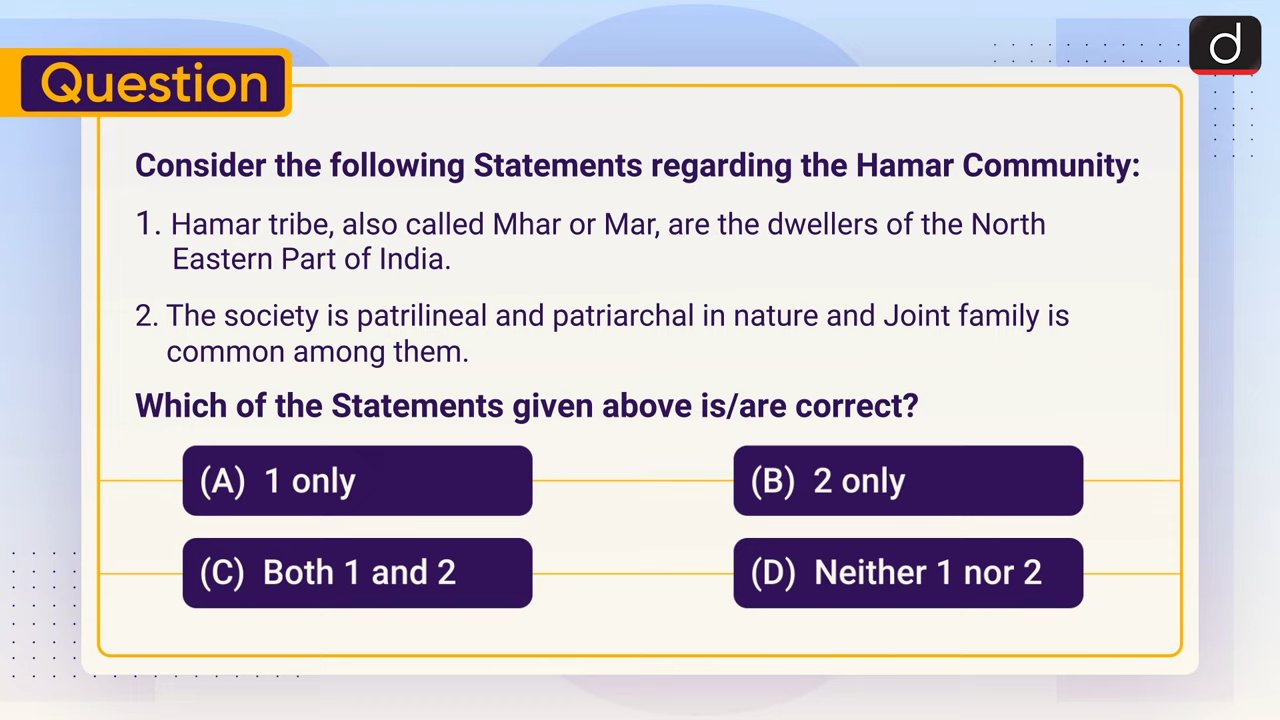 d
Question
Consider the following Statements regarding the Hamar Community:
1. Hamar tribe, also called Mhar or Mar, are the dwellers of the North
Eastern Part of India.
2. The society is patrilineal and patriarchal in nature and Joint family is
common among them.
Which of the Statements given above is/are correct?
(A) 1 only
(B) 2 only
(C) Both 1 and 2
(D) Neither 1 nor 2